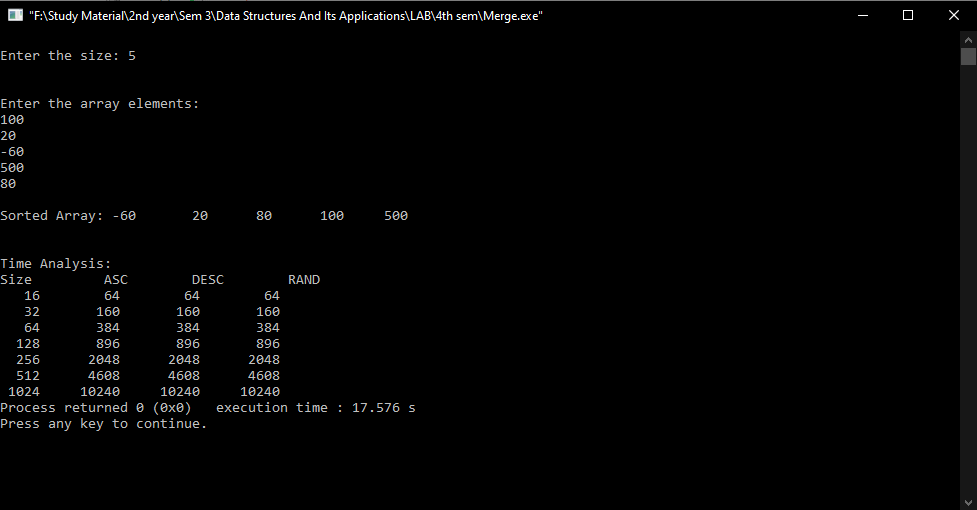 "F:\Study Material\2nd year\Sem 3\Data Structures And Its Applications\LAB\4th sem\Merge.exe"
Enter the size: 5
Enter the array elements:
100
20
-60
500
80
Sorted Array: -60       20      80      100     500
Time Analysis:
Size         ASC        DESC        RAND
   16        64        64        64
   32       160       160       160
   64       384       384       384
  128       896       896       896
  256      2048      2048      2048
  512      4608      4608      4608
 1024     10240     10240     10240
Process returned 0 (0x0)   execution time : 17.576 s
Press any key to continue.